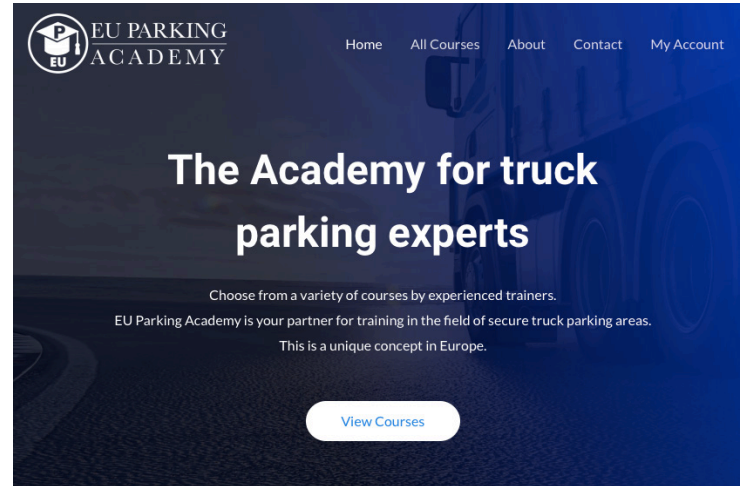 P
EU
EU PARKING
ACADEMY
Home All Courses About Contact My Account
The Academy for truck
parking experts
Choose from a variety of courses by experienced trainers.
EU Parking Academy is your partner for training in the field of secure truck parking areas.
This is a unique concept in Europe.
View Courses